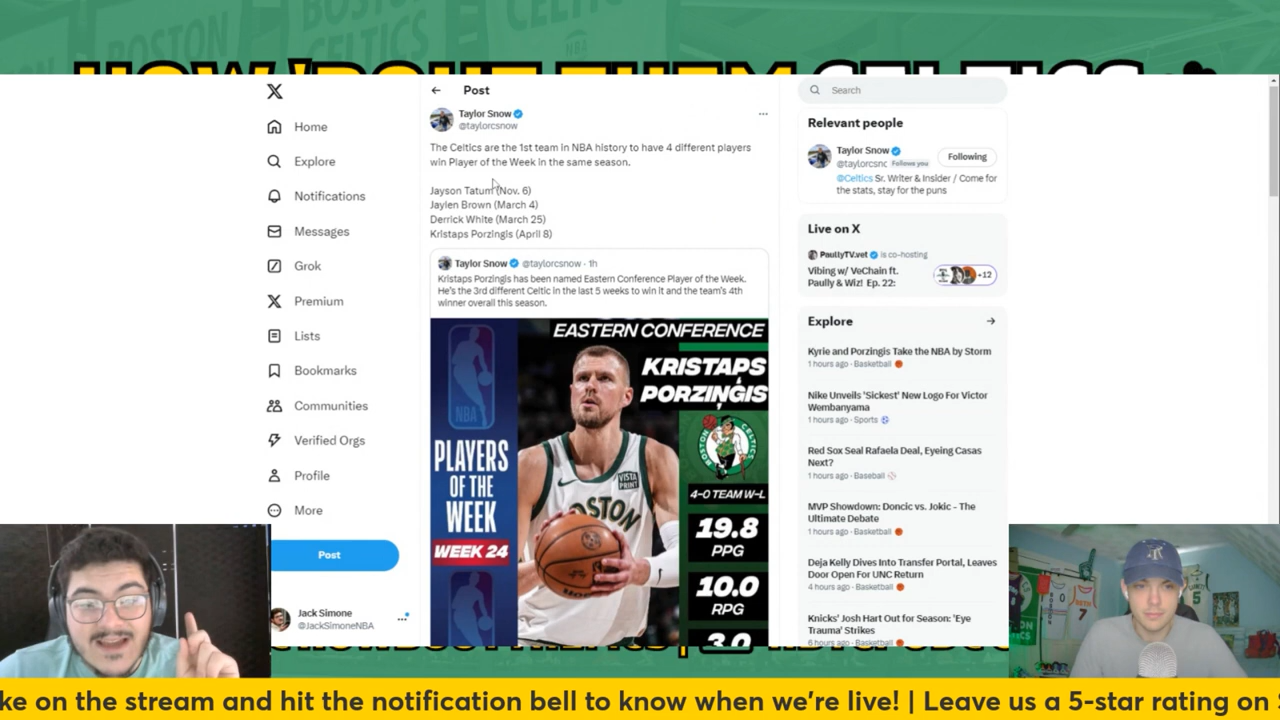 BOSTON
BOSTON
CELTICS
HOW 'BOUT THEM CELTICS
Post
Search
Home
Explore
Notifications
Messages
Grok
Premium
Lists
Bookmarks
Communities
Verified Orgs
Profile
More
Post
Jack Simone
@JackSimoneNBA
Taylor Snow
@taylorcsnow
The Celtics are the 1st team in NBA history to have 4 different players
win Player of the Week in the same season.
Jayson Tatum (Nov. 6)
Jaylen Brown (March 4)
Derrick White (March 25)
Kristaps Porzingis (April 8)
Taylor Snow @taylorcsnow · 1h
Kristaps Porzingis has been named Eastern Conference Player of the Week.
He's the 3rd different Celtic in the last 5 weeks to win it and the team's 4th
winner overall this season.
EASTERN CONFERENCE
KRISTAPS
PORZIŅĢIS
NBA
PLAYERS
OF THE
WEEK
WEEK 24
VISTA
PRINT
BOSTON
BOSTON
CELTICS
4-0 TEAM W-L
19.8
PPG
10.0
RPG
3.0
Relevant people
Taylor Snow
@taylorcsnc Follows you
Following
@Celtics Sr. Writer & Insider / Come for
the stats, stay for the puns
Live on X
PaullyTV.vet is co-hosting
Vibing w/ VeChain ft.
Paully & Wiz! Ep. 22:
+12
Explore
Kyrie and Porzingis Take the NBA by Storm
1 hours ago · Basketball
Nike Unveils 'Sickest' New Logo For Victor
Wembanyama
1 hours ago · Sports
Red Sox Seal Rafaela Deal, Eyeing Casas
Next?
1 hours ago · Baseball
MVP Showdown: Doncic vs. Jokic - The
Ultimate Debate
1 hours ago · Basketball
Deja Kelly Dives Into Transfer Portal, Leaves
Door Open For UNC Return
4 hours ago · Basketball
Knicks' Josh Hart Out for Season: 'Eye
Trauma' Strikes
6 hours ago · Basketball
ke on the stream and hit the notification bell to know when we're live! | Leave us a 5-star rating on